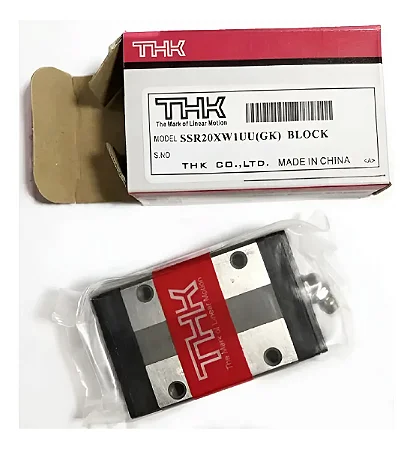 THK
THK
The Mark of Linear Motion
MODEL SSR20XW1UU(GK) BLOCK
S.NO
THK CO.,LTD. MADE IN CHINA <A>
THK
The Mark of Linear Motion